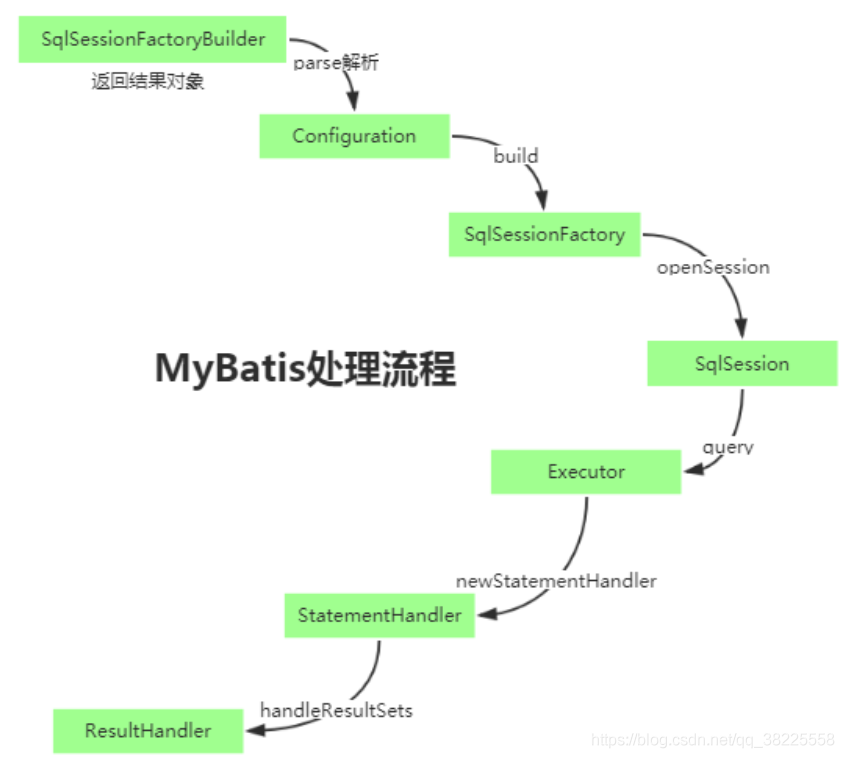 SqlSessionFactoryBuilder
返回结果对象
parse解析
Configuration
build
SqlSessionFactory
openSession
SqlSession
MyBatis处理流程
query
Executor
newStatementHandler
StatementHandler
handleResultSets
ResultHandler
https://blog.csdn.net/qq_38225558